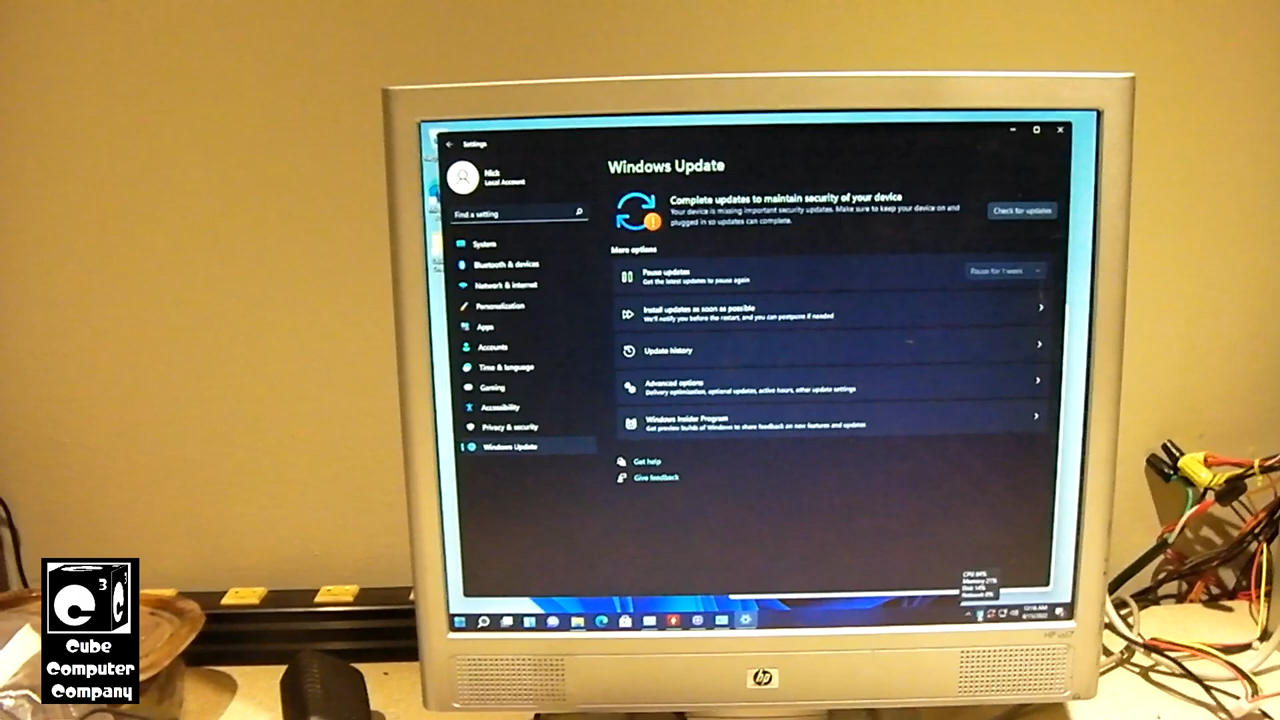 Settings
Nick
Local Account
Find a setting
System
Bluetooth & devices
Network & internet
Personalization
Apps
Accounts
Time & language
Gaming
Accessibility
Privacy & security
Windows Update
Windows Update
Complete updates to maintain security of your device
Your device is missing important security updates. Make sure to keep your device on and
plugged in so updates can complete.
Check for updates
More options
Pause updates
Get the latest updates to pause again
Pause for 1 week
Install updates as soon as possible
We'll notify you before the restart, and you can postpone if needed
Update history
Advanced options
Delivery optimization, optional updates, active hours, other update settings
Windows Insider Program
Get preview builds of Windows to share feedback on new features and updates
Get help
Give feedback
Memory 21%
Disk 14%
Network 0%
hp
Cube
Computer
Company